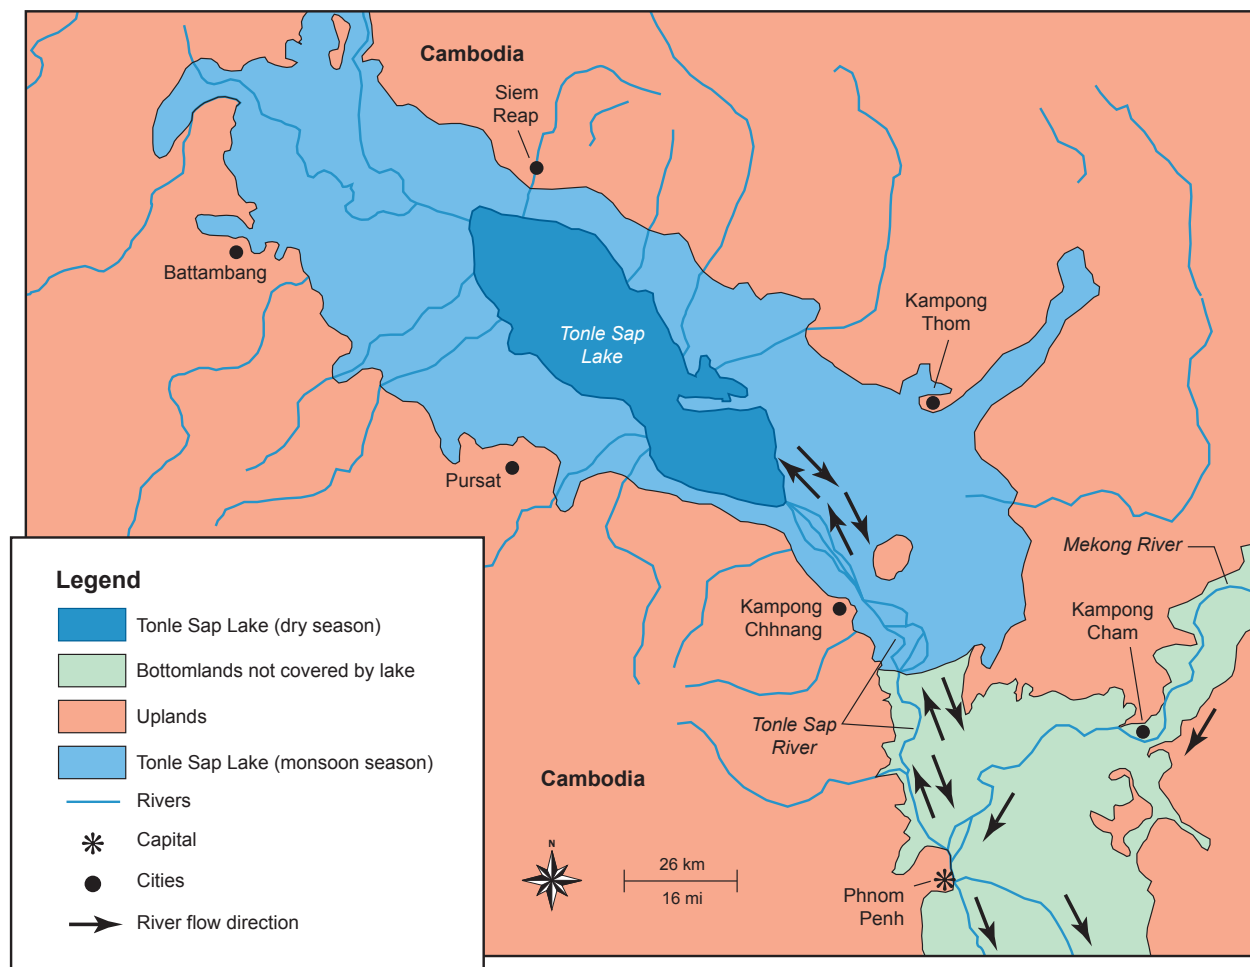 Cambodia
Siem
Reap
Battambang
Tonle Sap
Lake
Kampong
Thom
Pursat
Mekong River
Kampong
Chhnang
Kampong
Cham
Tonle Sap
River
Cambodia
Phnom
Penh
N
26 km
16 mi
Legend
Tonle Sap Lake (dry season)
Bottomlands not covered by lake
Uplands
Tonle Sap Lake (monsoon season)
Rivers
Capital
Cities
River flow direction